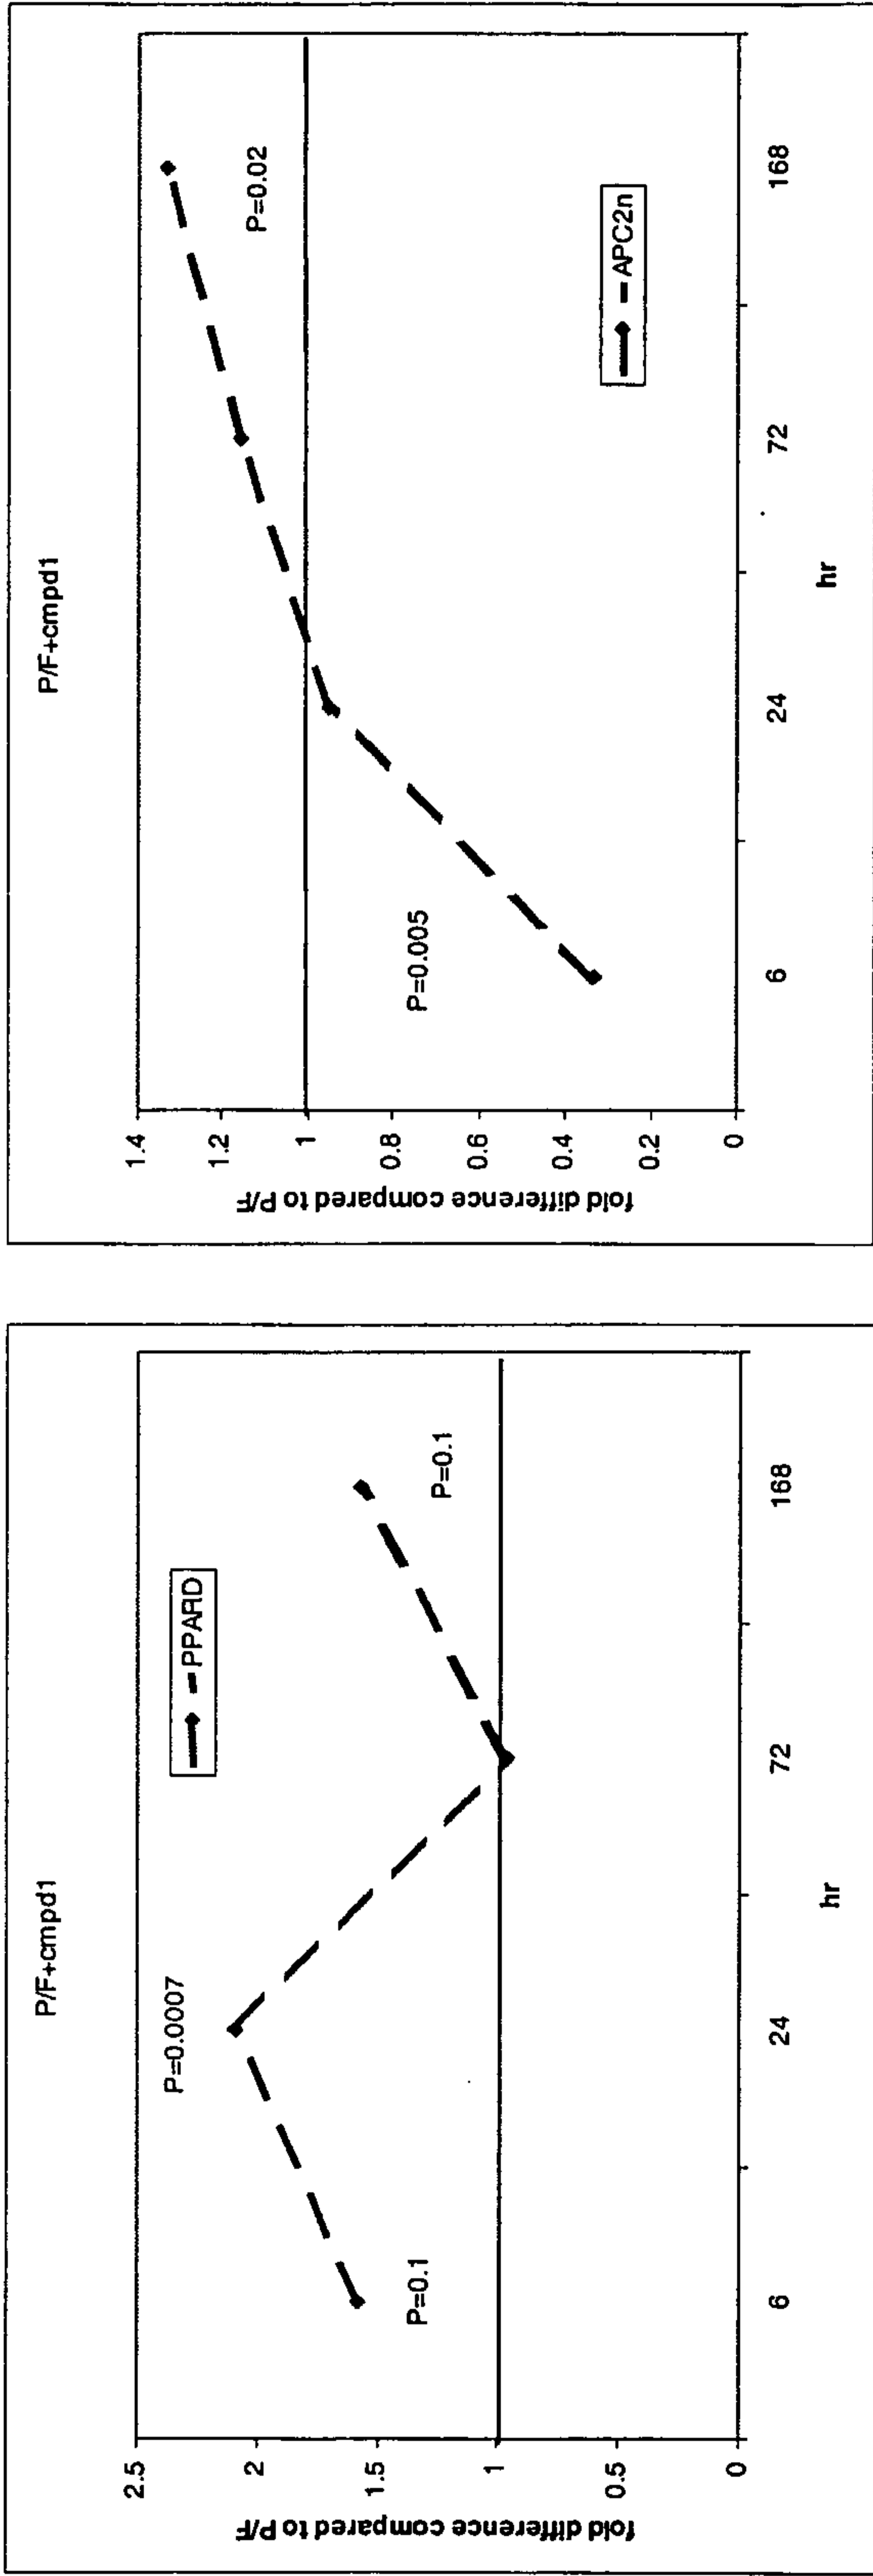 P/F+cmpd1
fold difference compared to P/F
2.5
2
1.5
1
0.5
0
P=0.1
P=0.0007
PPARD
P=0.1
6 24 72 168
hr
P/F+cmpd1
fold difference compared to P/F
1.4
1.2
1
0.8
0.6
0.4
0.2
0
P=0.005
P=0.02
APC2n
6 24 72 168
hr